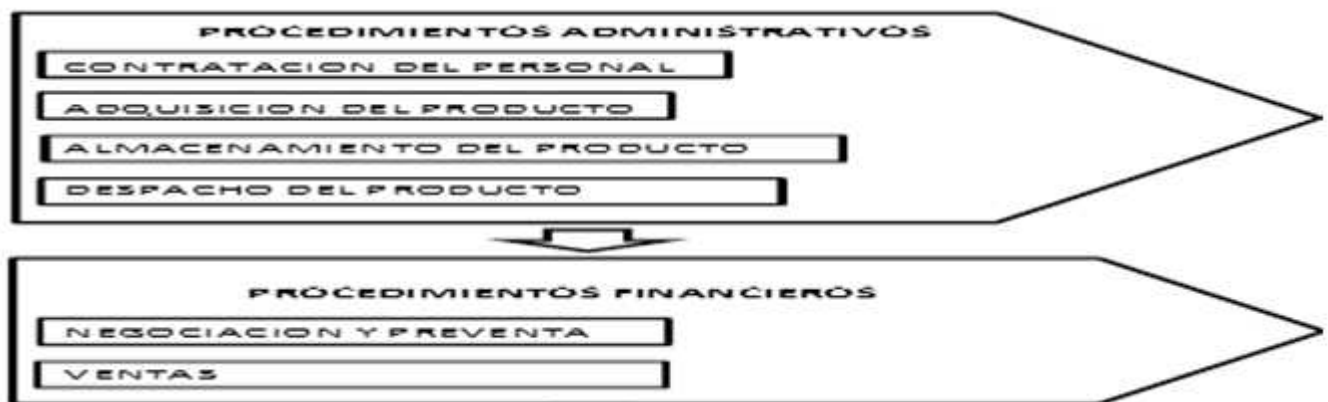 PROCEDIMIENTOS ADMINISTRATIVOS
CONTRATACION DEL PERSONAL
ADQUISICION DEL PRODUCTO
ALMACENAMIENTO DEL PRODUCTO
DESPACHO DEL PRODUCTO
PROCEDIMIENTOS FINANCIEROS
NEGOCIACION Y PREVENTA
VENTAS